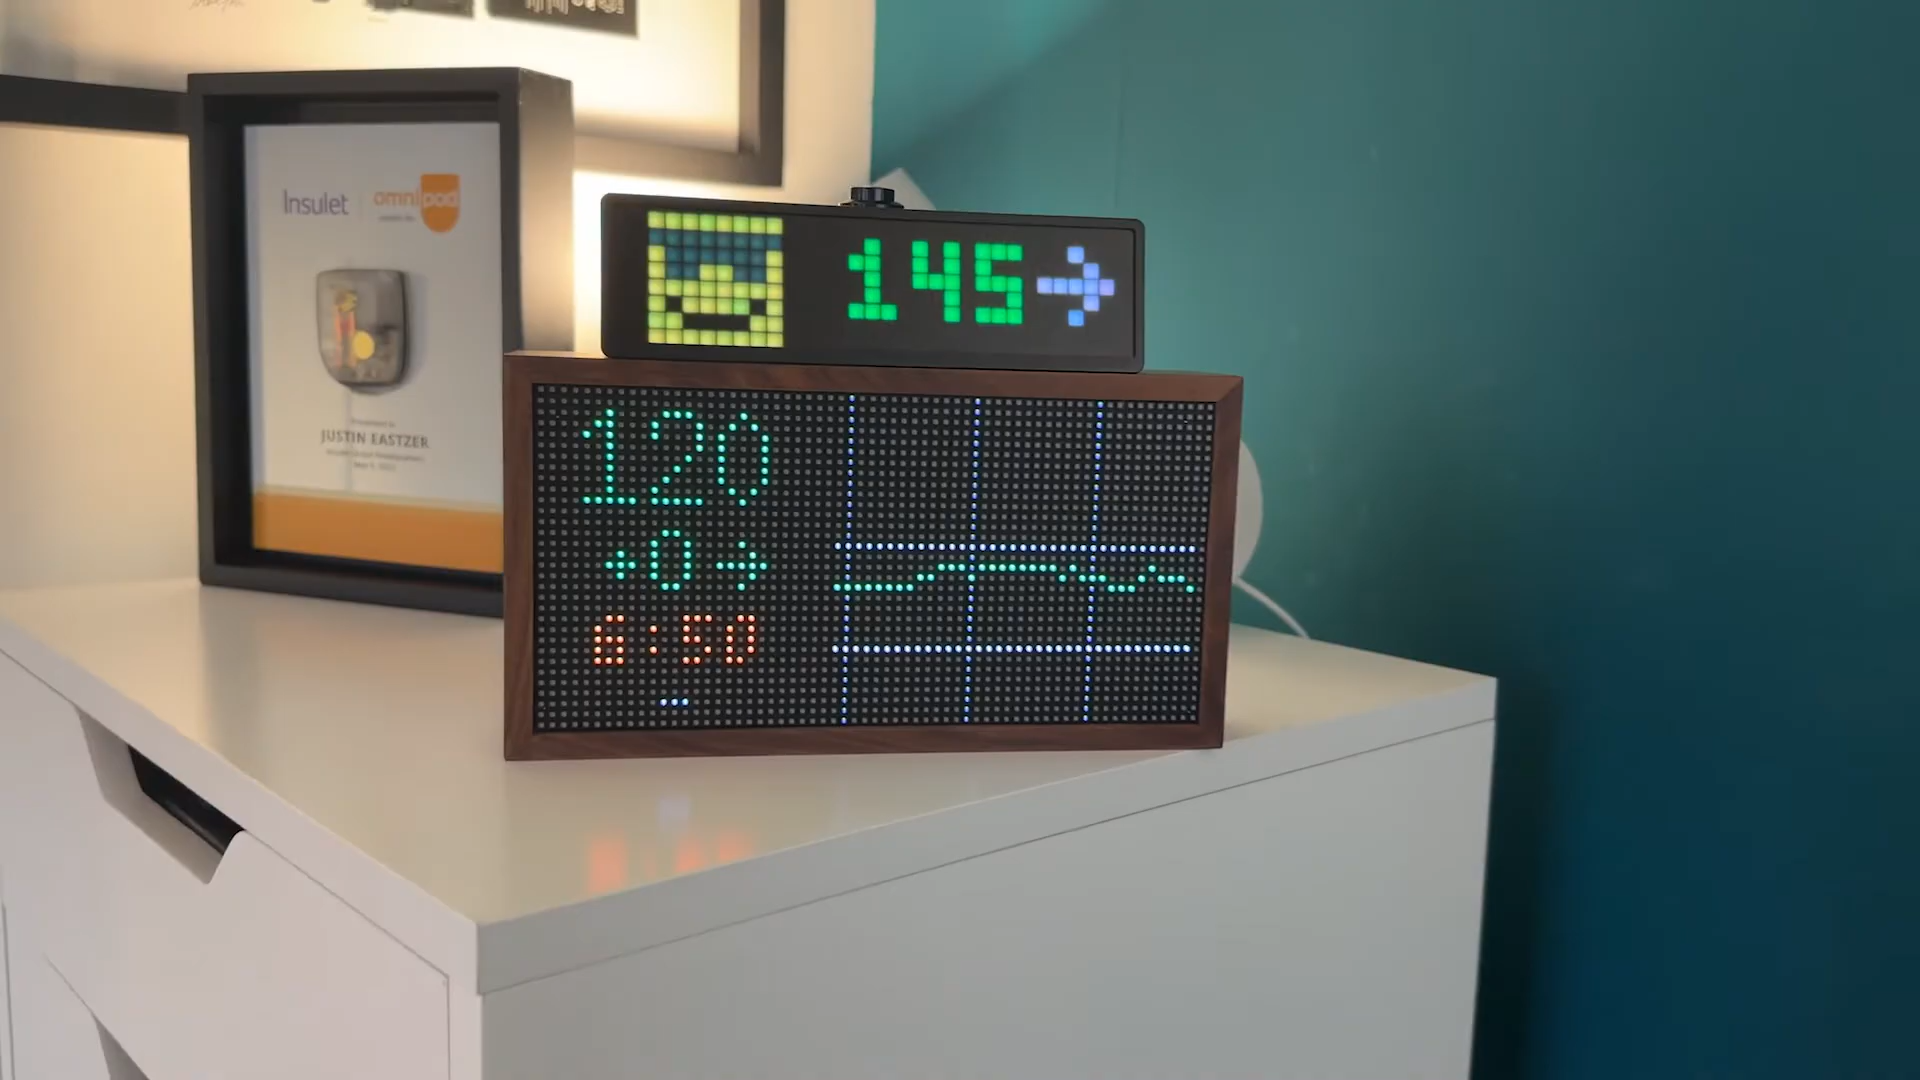 Insulet omnipod
JUSTIN EASTZER
145→
120
+0→
6:50